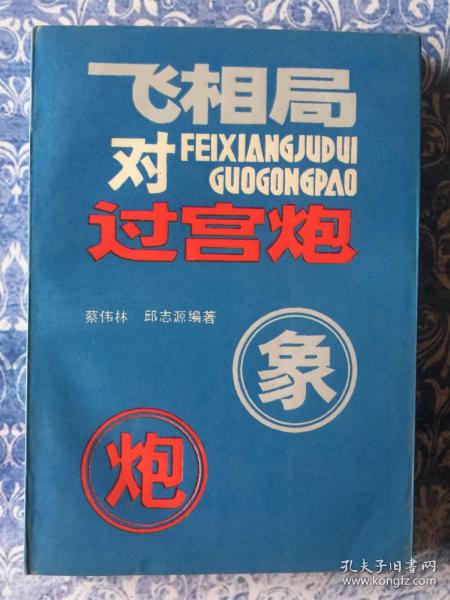 飞相局
对
FEIXIANGJUDUI
GUOGONGPAO
过宫炮
蔡伟林 邱志源编著
象
炮
孔夫子旧书网
www.kongfz.com